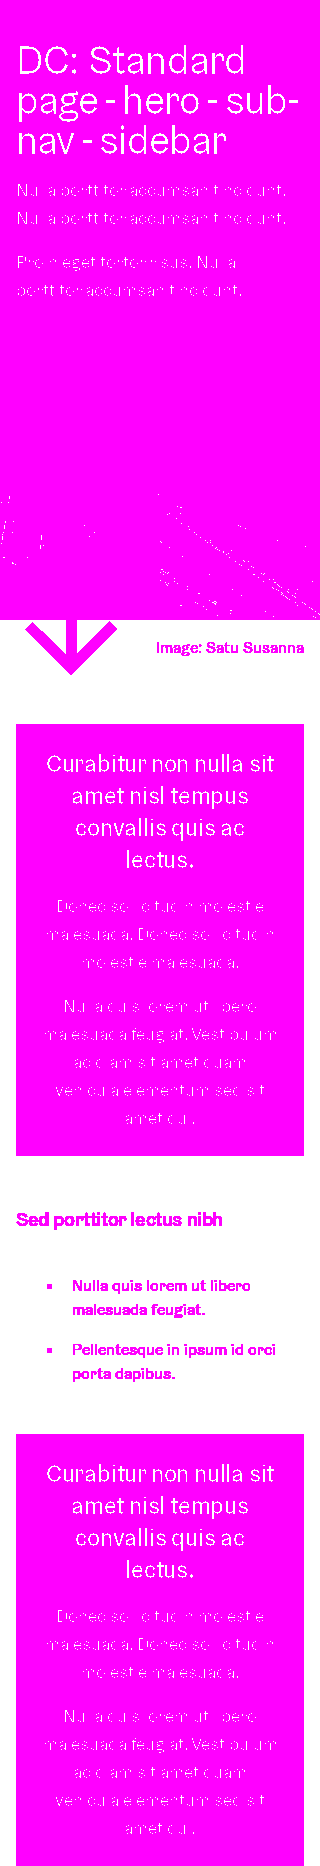 DC: Standard
page - hero - sub-
nav - sidebar
Nulla porttitor accumsan tincidunt.
Nulla porttitor accumsan tincidunt.
Proin eget tortor risus. Nulla
porttitor accumsan tincidunt.
Image: Satu Susanna
Curabitur non nulla sit
amet nisl tempus
convallis quis ac
lectus.
Donec sollicitudin molestie
malesuada. Donec sollicitudin
molestie malesuada.
Nulla quis lorem ut libero
malesuada feugiat. Vestibulum
ac diam sit amet quam
vehicula elementum sed sit
amet dui.
Sed porttitor lectus nibh
Nulla quis lorem ut libero
malesuada feugiat.
Pellentesque in ipsum id orci
porta dapibus.
Curabitur non nulla sit
amet nisl tempus
convallis quis ac
lectus.
Donec sollicitudin molestie
malesuada. Donec sollicitudin
molestie malesuada.
Nulla quis lorem ut libero
malesuada feugiat. Vestibulum
ac diam sit amet quam
vehicula elementum sed sit
amet dui.